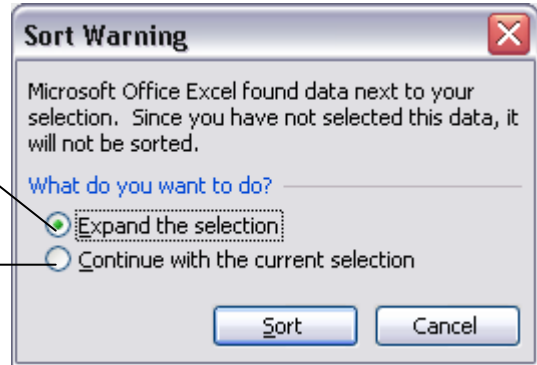 Sort Warning
Microsoft Office Excel found data next to your
selection.  Since you have not selected this data, it
will not be sorted.
What do you want to do?
Expand the selection
Continue with the current selection
Sort
Cancel